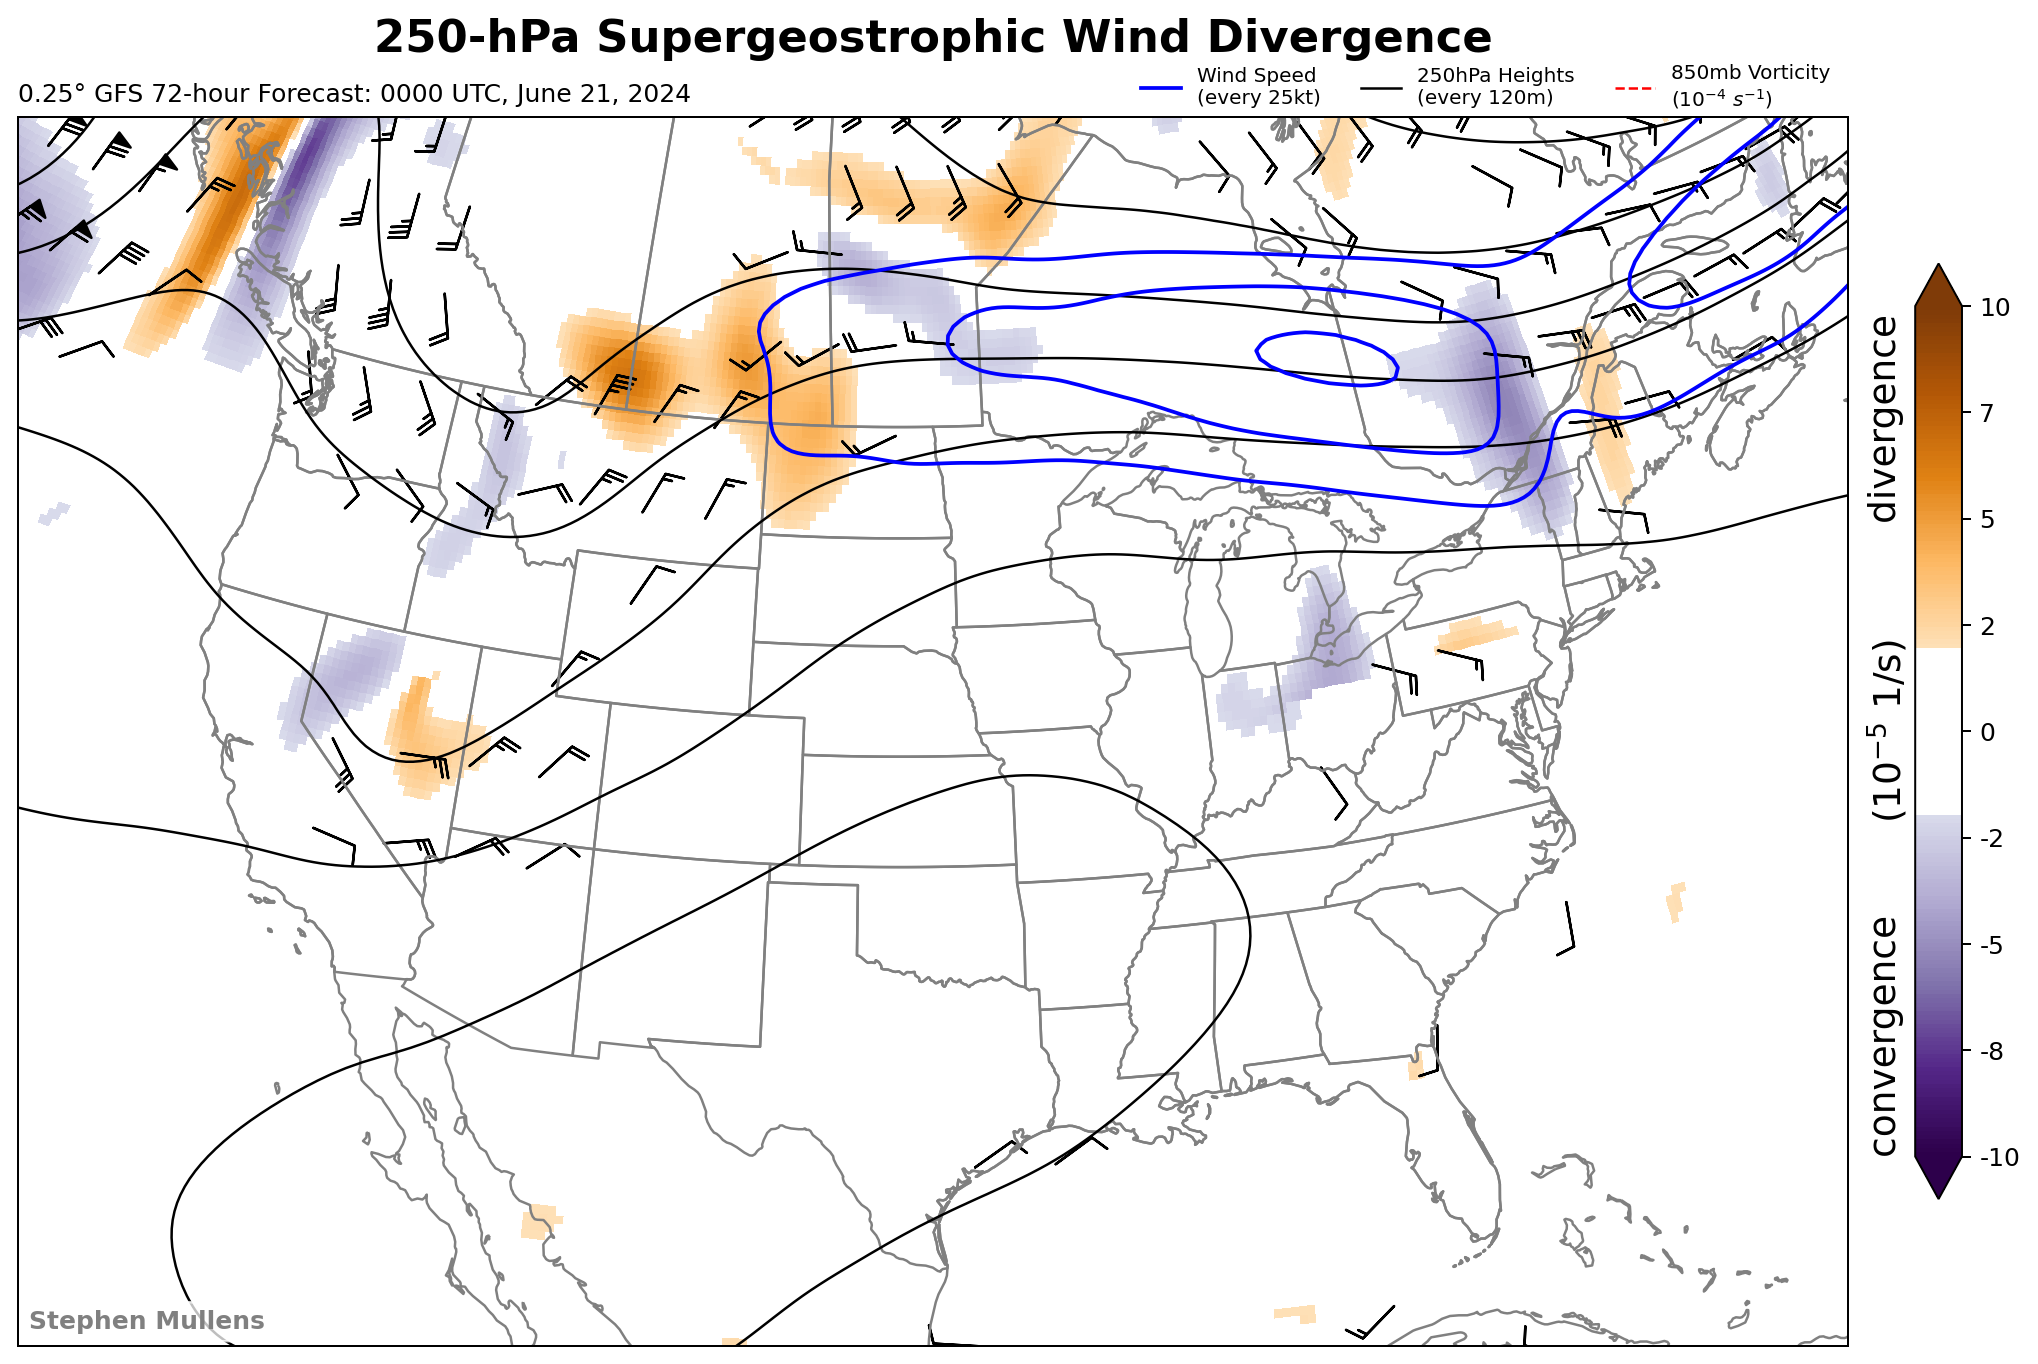 250-hPa Supergeostrophic Wind Divergence
0.25° GFS 72-hour Forecast: 0000 UTC, June 21, 2024
Wind Speed
(every 25kt)
250hPa Heights
(every 120m)
850mb Vorticity
(10⁻⁴ s⁻¹)
10
7
5
2
0
-2
-5
-8
-10
convergence (10⁻⁵ 1/s) divergence
Stephen Mullens